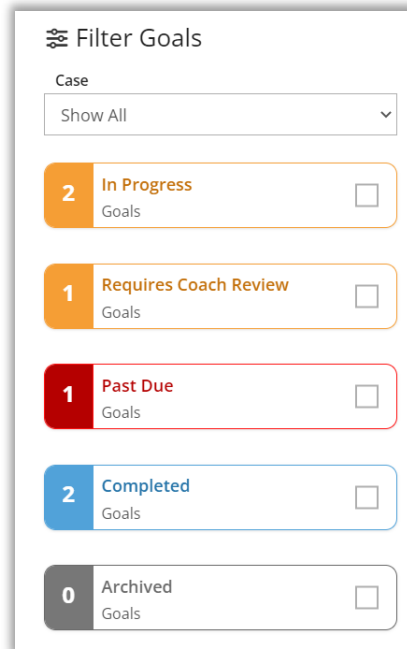 Filter Goals
Case
Show All
2
In Progress
Goals
1
Requires Coach Review
Goals
1
Past Due
Goals
2
Completed
Goals
0
Archived
Goals